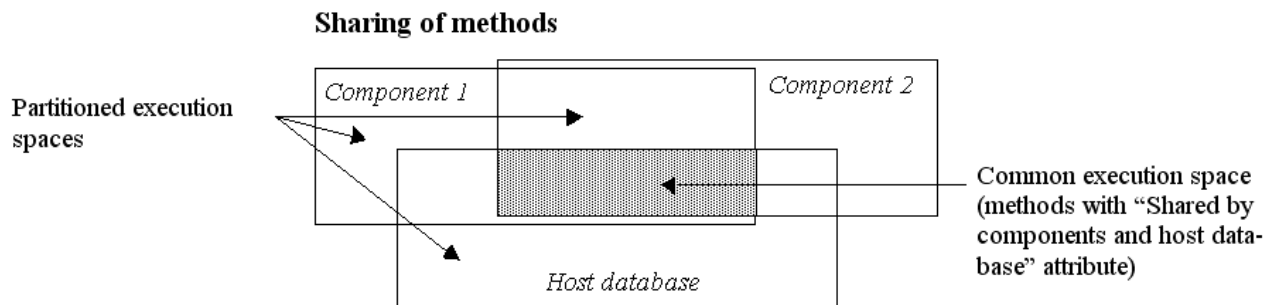 Sharing of methods
Component 1
Component 2
Partitioned execution
spaces
Common execution space
(methods with “Shared by
components and host data-
base” attribute)
Host database